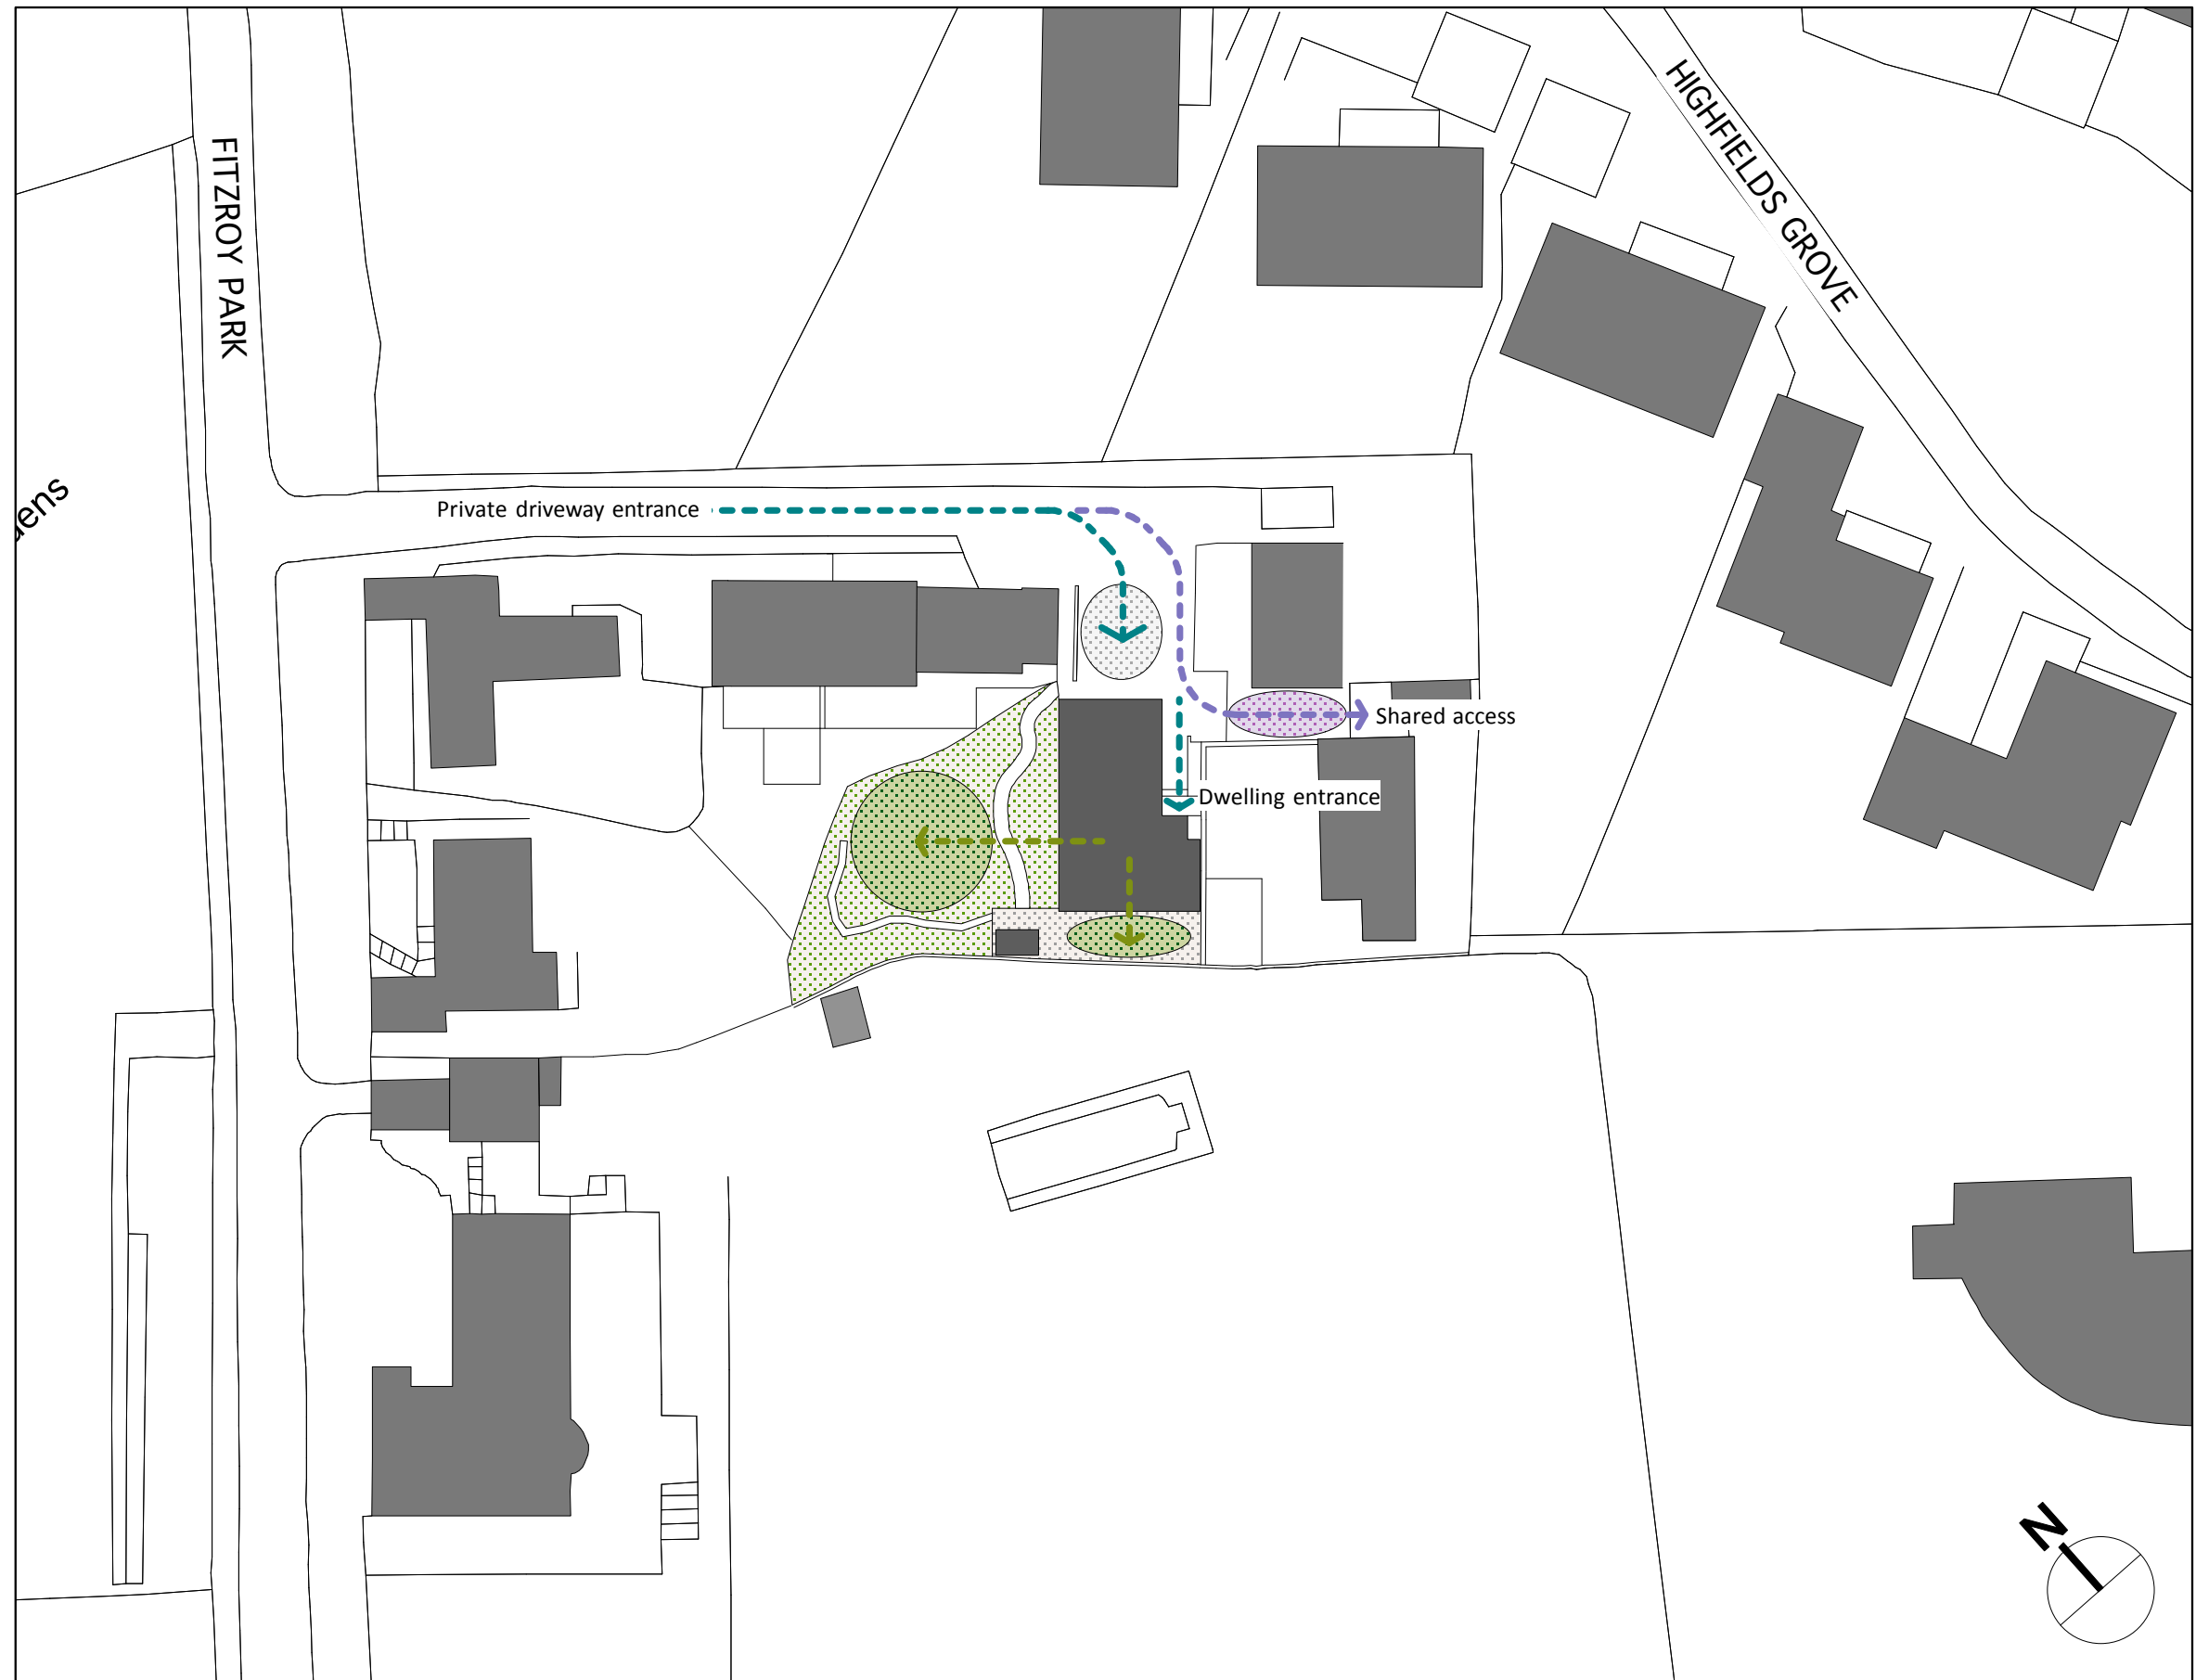 HIGHFIELDS GROVE
FITZROY PARK
Private driveway entrance
Shared access
Dwelling entrance
N